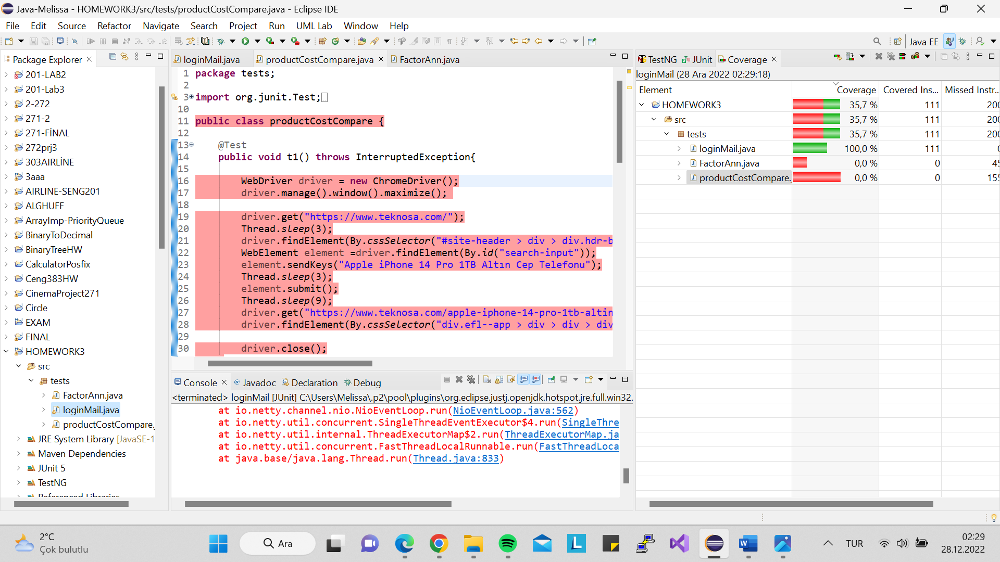 Java-Melissa - HOMEWORK3/src/tests/productCostCompare.java - Eclipse IDE
File Edit Source Refactor Navigate Search Project Run UML Lab Window Help
Java EE
Package Explorer
201-LAB2
201-Lab3
2-272
271-2
271-FİNAL
272prj3
303AIRLİNE
3aaa
AIRLINE-SENG201
ALGHUFF
ArrayImp-PriorityQueue
BinaryToDecimal
BinaryTreeHW
CalculatorPosfix
Ceng383HW
CinemaProject271
Circle
EXAM
FINAL
HOMEWORK3
src
tests
FactorAnn.java
loginMail.java
productCostCompare.
JRE System Library [JavaSE-1
Maven Dependencies
JUnit 5
TestNG
Referenced Libraries
loginMail.java productCostCompare.java FactorAnn.java
1 package tests;
2
3 import org.junit.Test;
10
11 public class productCostCompare {
12
13 @Test
14 public void t1() throws InterruptedException{
15
16 WebDriver driver = new ChromeDriver();
17 driver.manage().window().maximize();
18
19 driver.get("https://www.teknosa.com/");
20 Thread.sleep(3);
21 driver.findElement(By.cssSelector("#site-header > div > div.hdr-b
22 WebElement element =driver.findElement(By.id("search-input"));
23 element.sendKeys("Apple iPhone 14 Pro 1TB Altın Cep Telefonu");
24 Thread.sleep(3);
25 element.submit();
26 Thread.sleep(9);
27 driver.get("https://www.teknosa.com/apple-iphone-14-pro-1tb-altin
28 driver.findElement(By.cssSelector("div.efl--app > div > div > div
29
30 driver.close();
Console Javadoc Declaration Debug
<terminated> loginMail [JUnit] C:\Users\Melissa\.p2\pool\plugins\org.eclipse.justj.openjdk.hotspot.jre.full.win32.
at io.netty.channel.nio.NioEventLoop.run(NioEventLoop.java:562)
at io.netty.util.concurrent.SingleThreadEventExecutor$4.run(SingleThre
at io.netty.util.internal.ThreadExecutorMap$2.run(ThreadExecutorMap.ja
at io.netty.util.concurrent.FastThreadLocalRunnable.run(FastThreadLoca
at java.base/java.lang.Thread.run(Thread.java:833)
TestNG JUnit Coverage
loginMail (28 Ara 2022 02:29:18)
Element Coverage Covered Ins... Missed Instr..
HOMEWORK3 35,7 % 111 200
src 35,7 % 111 200
tests 35,7 % 111 200
loginMail.java 100,0 % 111 0
FactorAnn.java 0,0 % 0 45
productCostCompare. 0,0 % 0 155
2°C
Çok bulutlu
Ara
L
W
TUR
02:29
28.12.2022